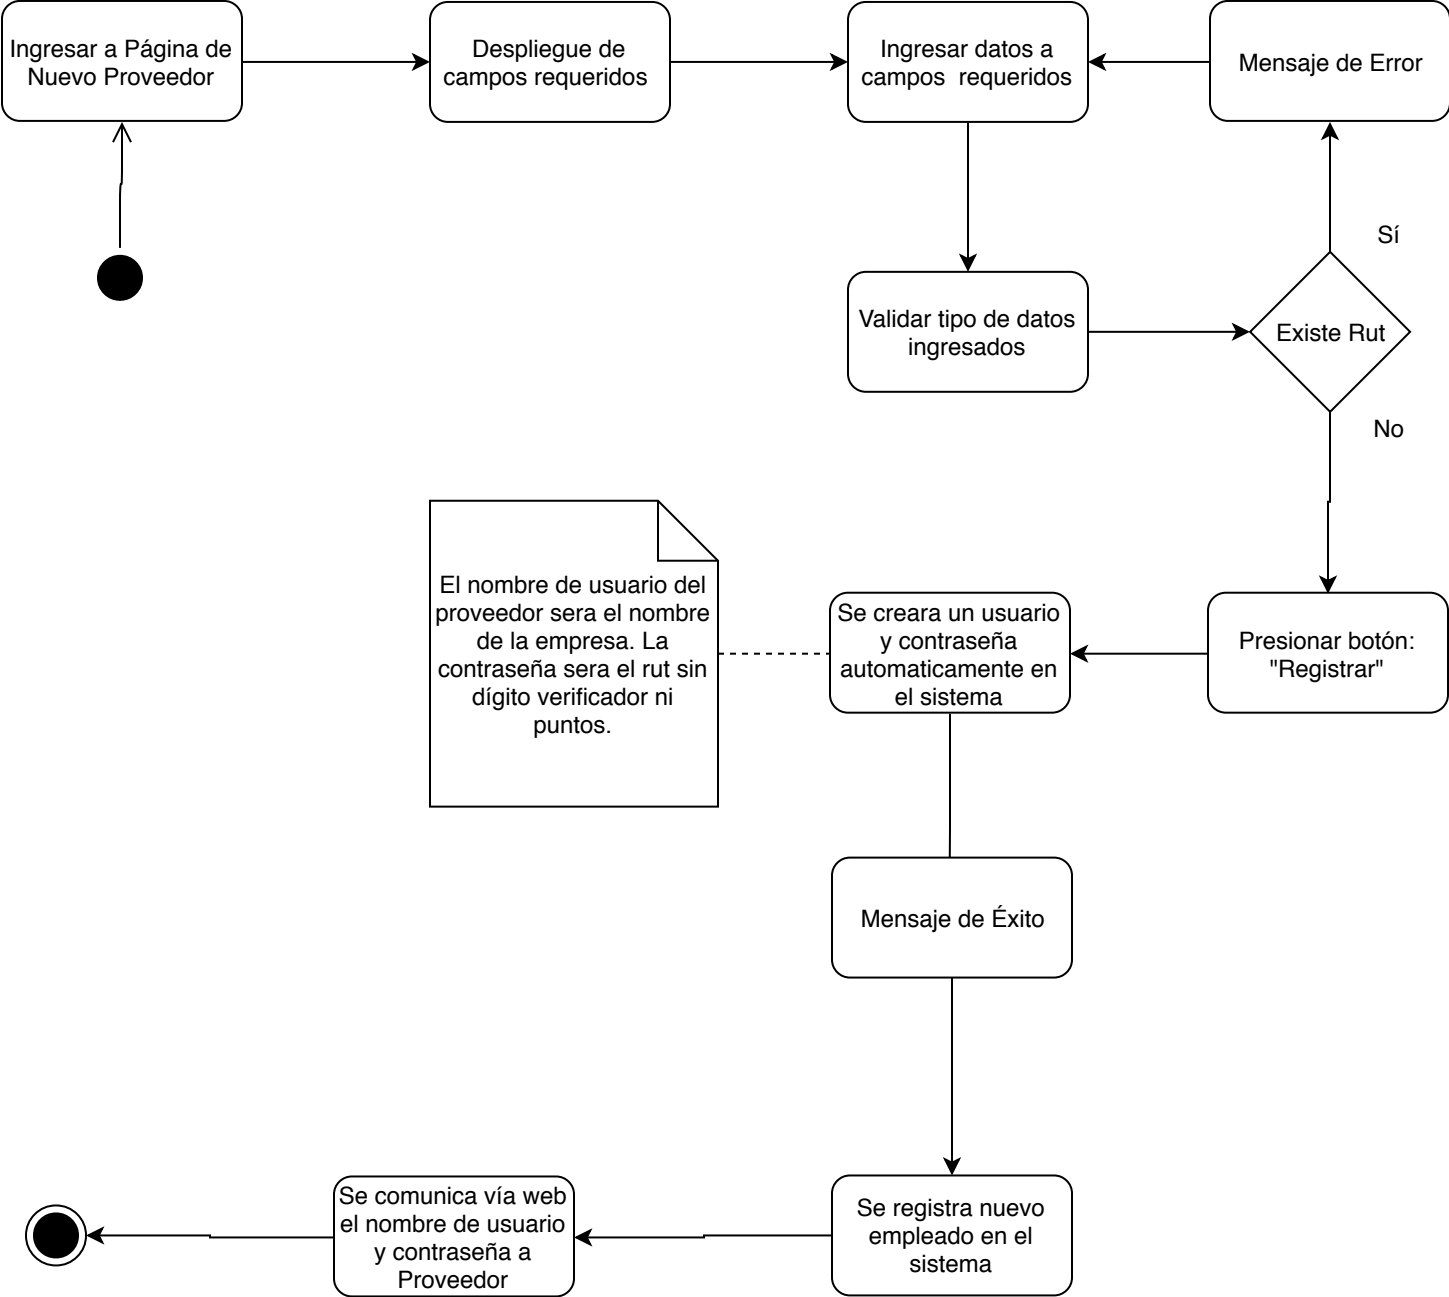 Ingresar a Página de
Nuevo Proveedor
Despliegue de
campos requeridos
Ingresar datos a
campos  requeridos
Mensaje de Error
Sí
Validar tipo de datos
ingresados
Existe Rut
No
El nombre de usuario del
proveedor sera el nombre
de la empresa. La
contraseña sera el rut sin
dígito verificador ni
puntos.
Se creara un usuario
y contraseña
automaticamente en
el sistema
Presionar botón:
"Registrar"
Mensaje de Éxito
Se comunica vía web
el nombre de usuario
y contraseña a
Proveedor
Se registra nuevo
empleado en el
sistema